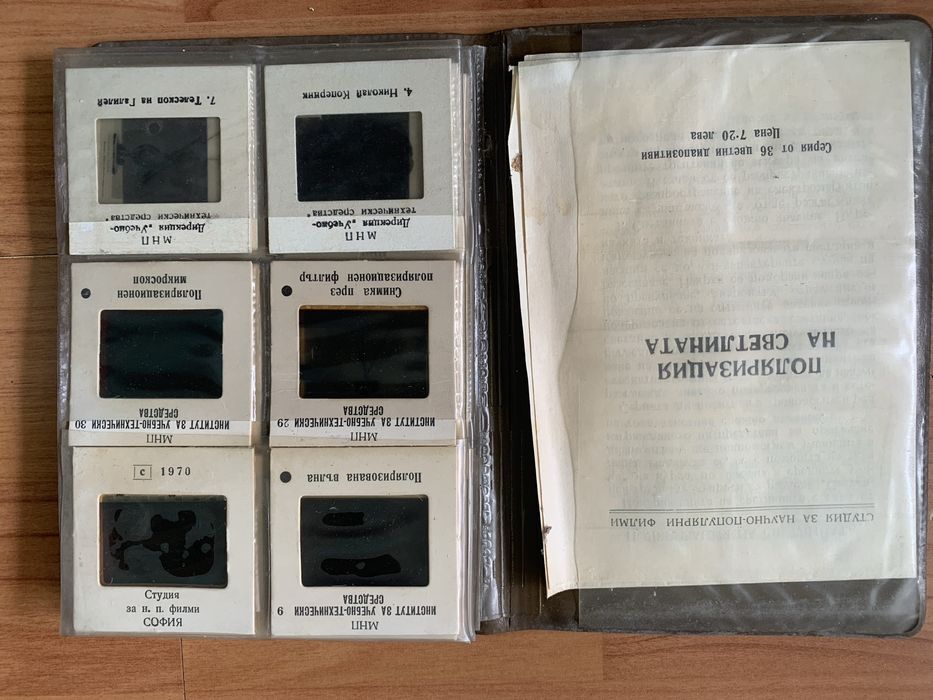 СТУДИЯ ЗА НАУЧНО-ПОПУЛЯРНИ ФИЛМИ
ПОЛЯРИЗАЦИЯ
НА СВЕТЛИНАТА
Серия от 36 цветни диапозитиви
Цена 7·20 лева
МНП
ИНСТИТУТ ЗА УЧЕБНО-ТЕХНИЧЕСКИ 9
СРЕДСТВА
Поляризована вълна
с 1970
Студия
за н. п. филми
СОФИЯ
МНП
ИНСТИТУТ ЗА УЧЕБНО-ТЕХНИЧЕСКИ 29
СРЕДСТВА
Снимка през
поляризационен филтър
МНП
ИНСТИТУТ ЗА УЧЕБНО-ТЕХНИЧЕСКИ 30
СРЕДСТВА
Поляризационен
микроскоп
МНП
Дирекция „Учебно-
технически средства"
4. Николай Коперник
МНП
Дирекция „Учебно-
технически средства"
7. Телескоп на Галилей